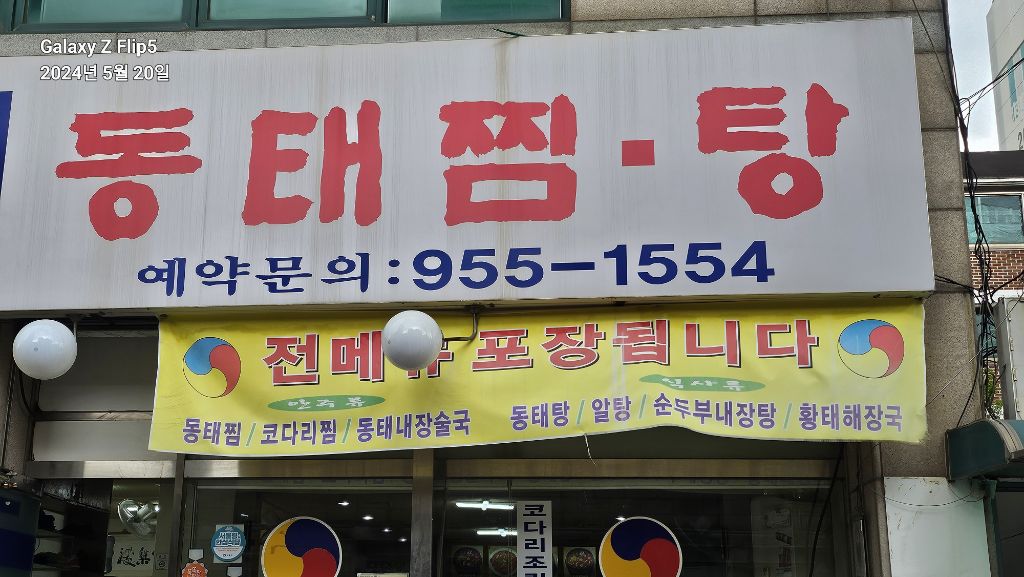 Galaxy Z Flip5
2024년 5월 20일
동태찜·탕
예약문의:955-1554
전메뉴 포장됩니다
안주류
식사류
동태찜/코다리찜/동태내장술국
동태탕/알탕/순두부내장탕/황태해장국
코다리조